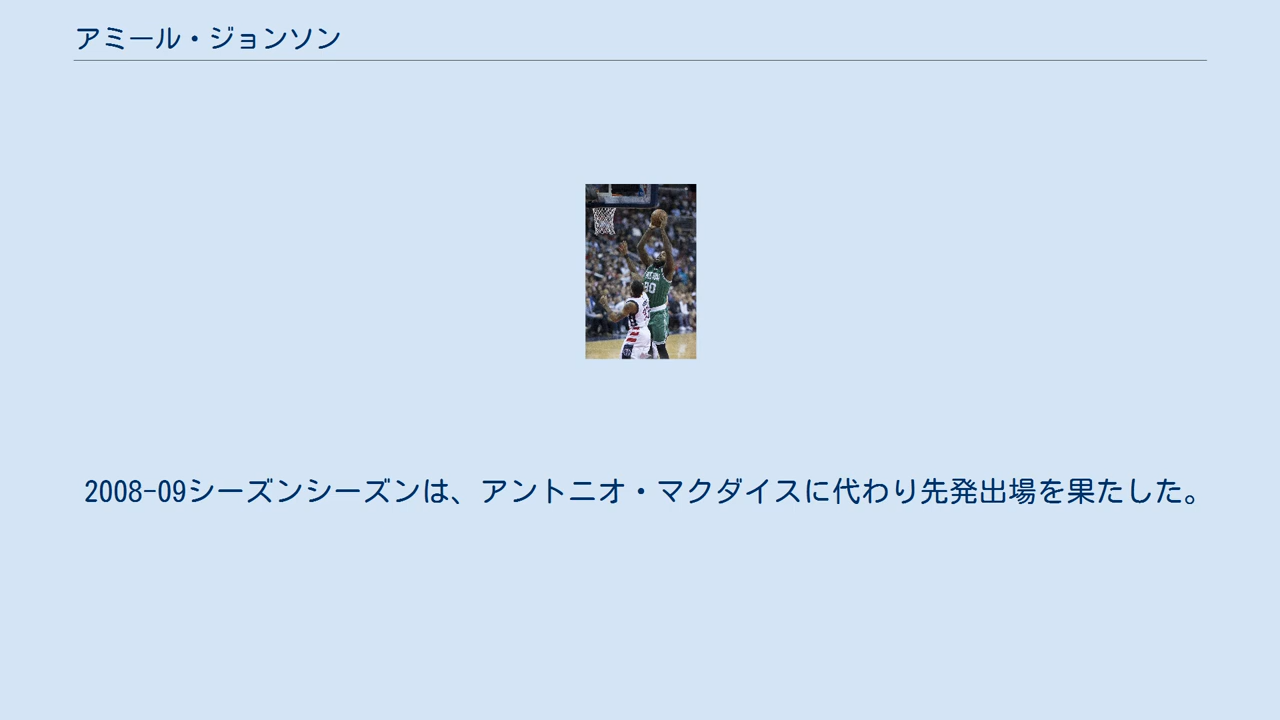 アミール・ジョンソン
90
2008-09シーズンシーズンは、アントニオ・マクダイスに代わり先発出場を果たした。